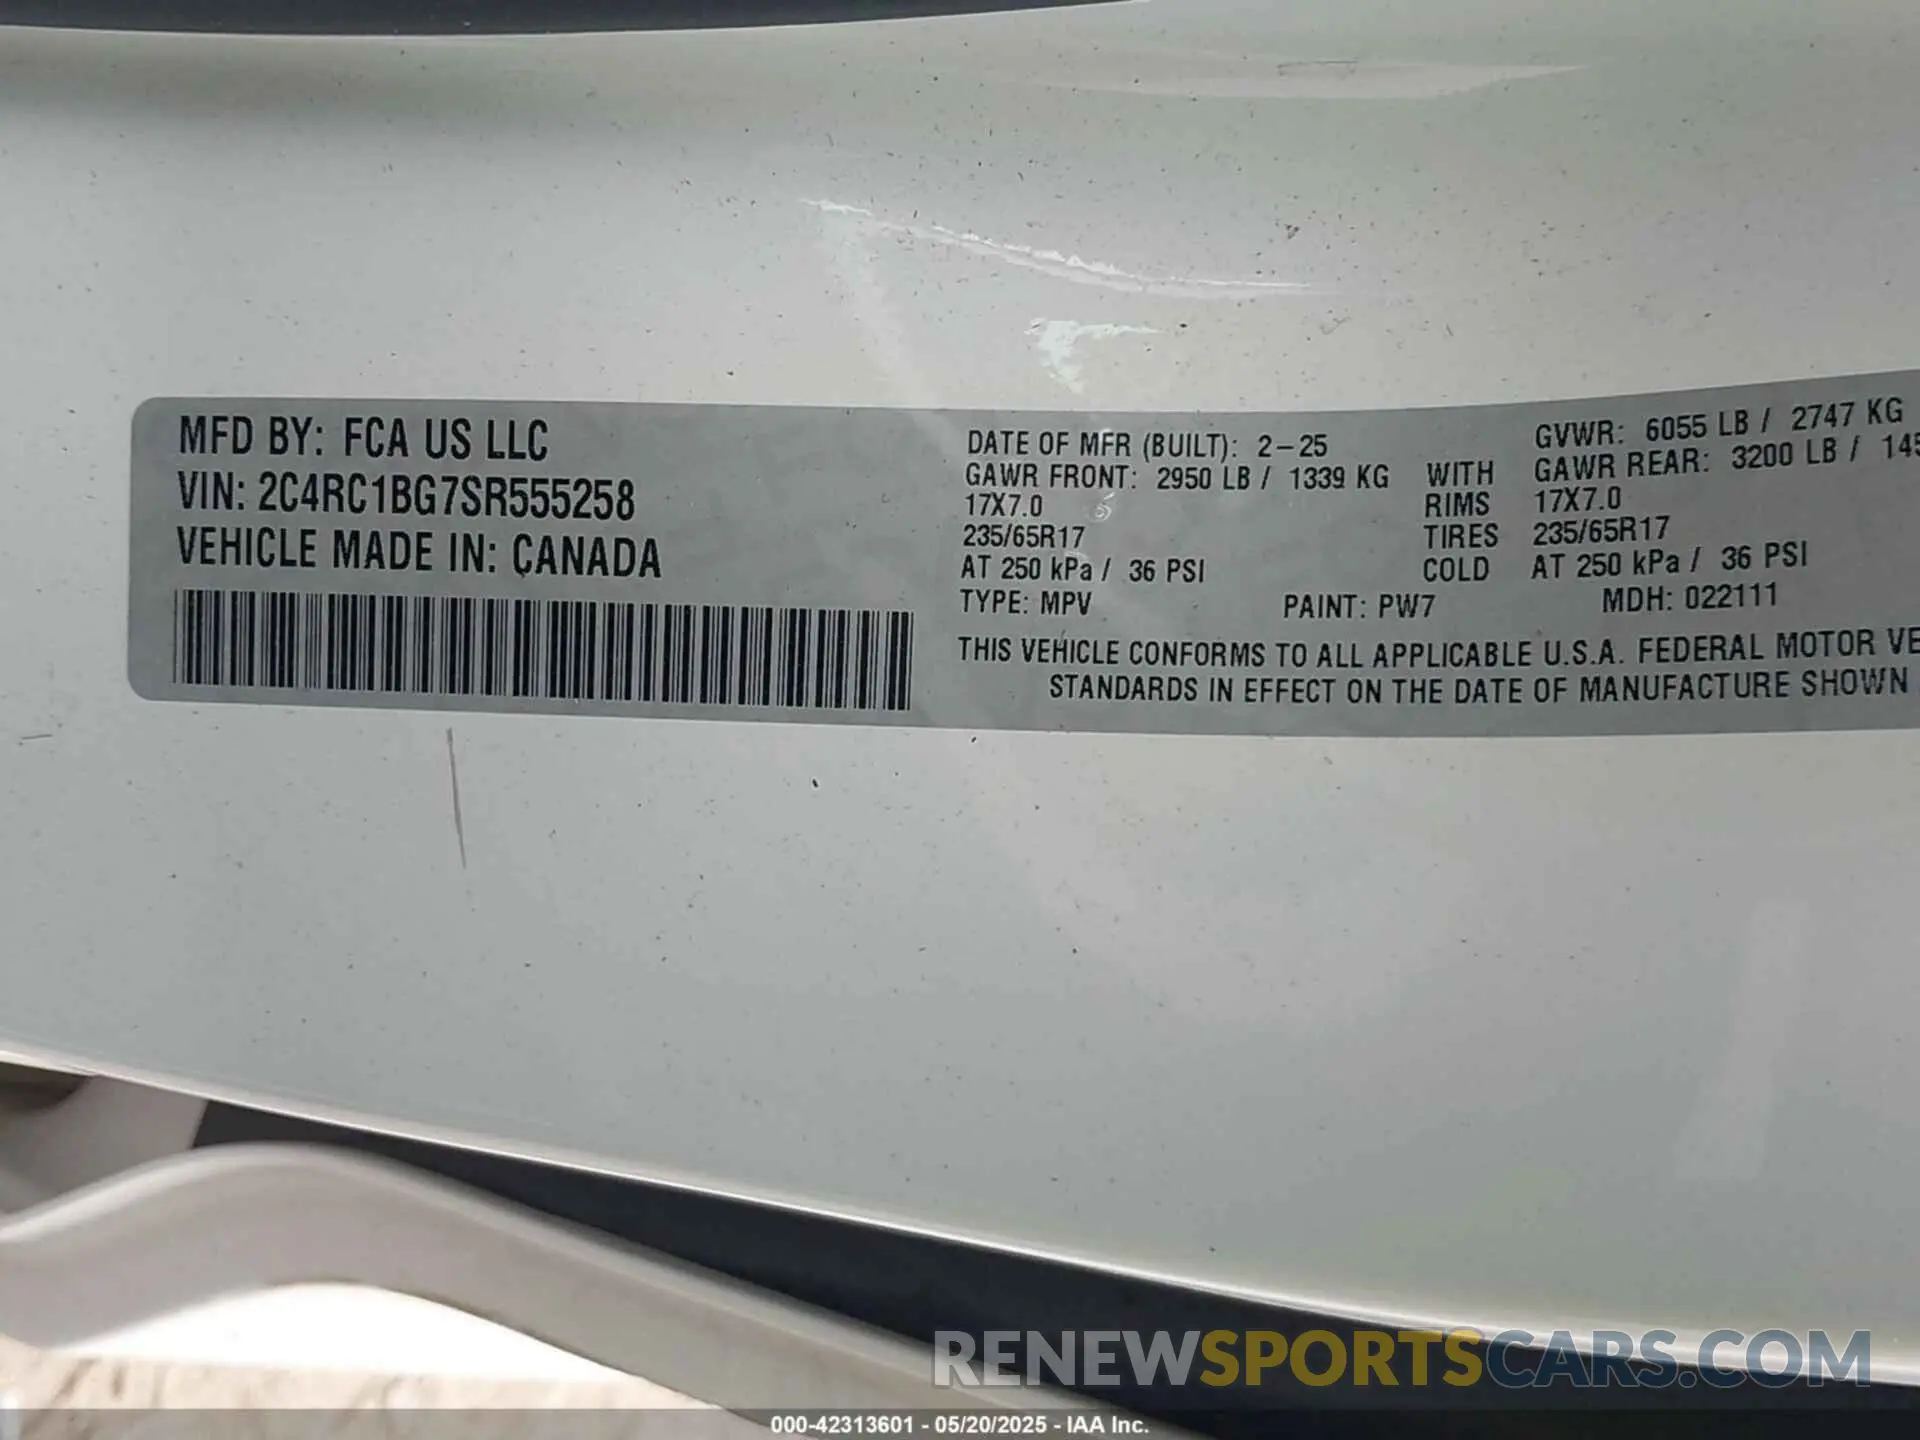 MFD BY: FCA US LLC
VIN: 2C4RC1BG7SR555258
VEHICLE MADE IN: CANADA
DATE OF MFR (BUILT): 2-25
GVWR: 6055 LB / 2747 KG
GAWR FRONT: 2950 LB / 1339 KG WITH GAWR REAR: 3200 LB / 145
17X7.0 RIMS 17X7.0
235/65R17 TIRES 235/65R17
AT 250 kPa / 36 PSI COLD AT 250 kPa / 36 PSI
TYPE: MPV PAINT: PW7 MDH: 022111
THIS VEHICLE CONFORMS TO ALL APPLICABLE U.S.A. FEDERAL MOTOR VE
STANDARDS IN EFFECT ON THE DATE OF MANUFACTURE SHOWN
RENEWSPORTSCARS.COM
000-42313601 - 05/20/2025 - IAA Inc.